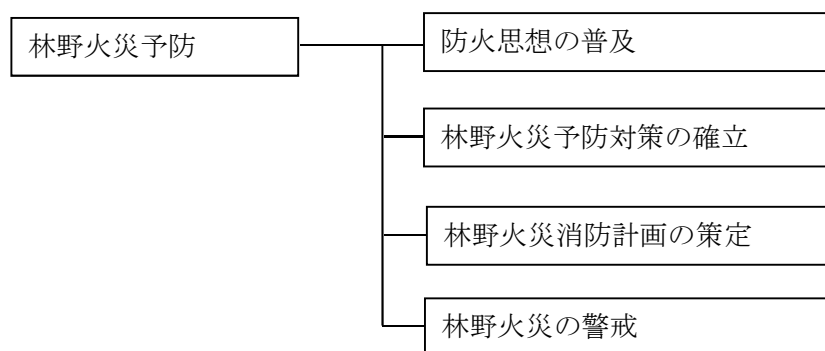 林野火災予防
防火思想の普及
林野火災予防対策の確立
林野火災消防計画の策定
林野火災の警戒